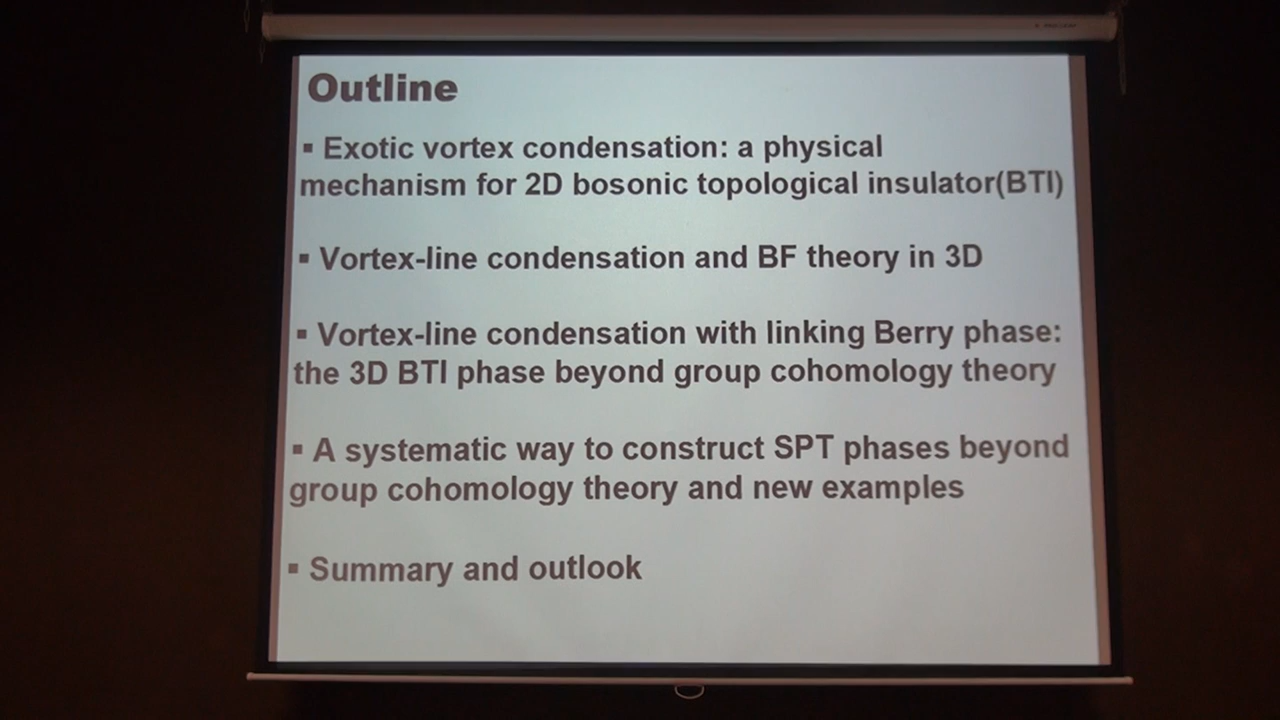 Outline
▪ Exotic vortex condensation: a physical
mechanism for 2D bosonic topological insulator(BTI)
▪ Vortex-line condensation and BF theory in 3D
▪ Vortex-line condensation with linking Berry phase:
the 3D BTI phase beyond group cohomology theory
▪ A systematic way to construct SPT phases beyond
group cohomology theory and new examples
▪ Summary and outlook